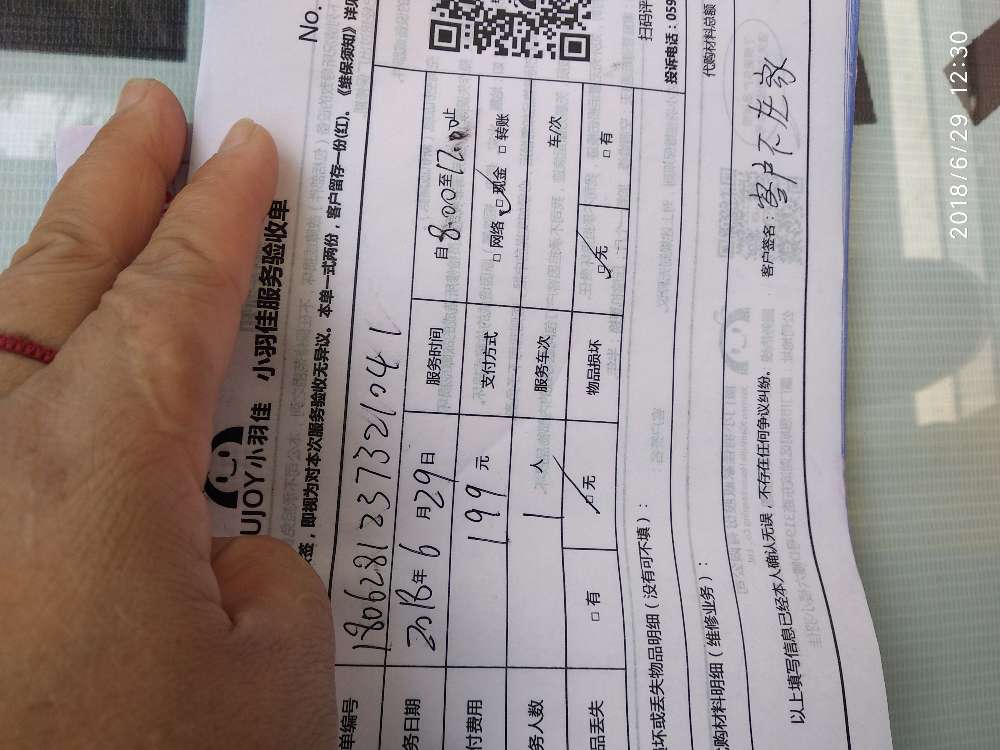 No.
UJOY小羽佳 小羽佳服务验收单
签，即视为对本次服务验收无异议。本单一式两份，客户留存一份(红)。《维保须知》详见
单编号 18062812337321041
务日期 2018年6月29日 服务时间 自8:00至12:00止
付费用 199元 支付方式 □网络 ☑现金 □转账
务人数 1人 服务车次 车/次
品丢失 □有 ☑无 物品损坏 ☑无 □有
坏或丢失物品明细（没有可不填）：
购材料明细（维修业务）：
代购材料总额
以上填写信息已经本人确认无误，不存在任何争议纠纷。 客户签名：客户不在家
扫码评
投诉电话：059
2018/6/29 12:30